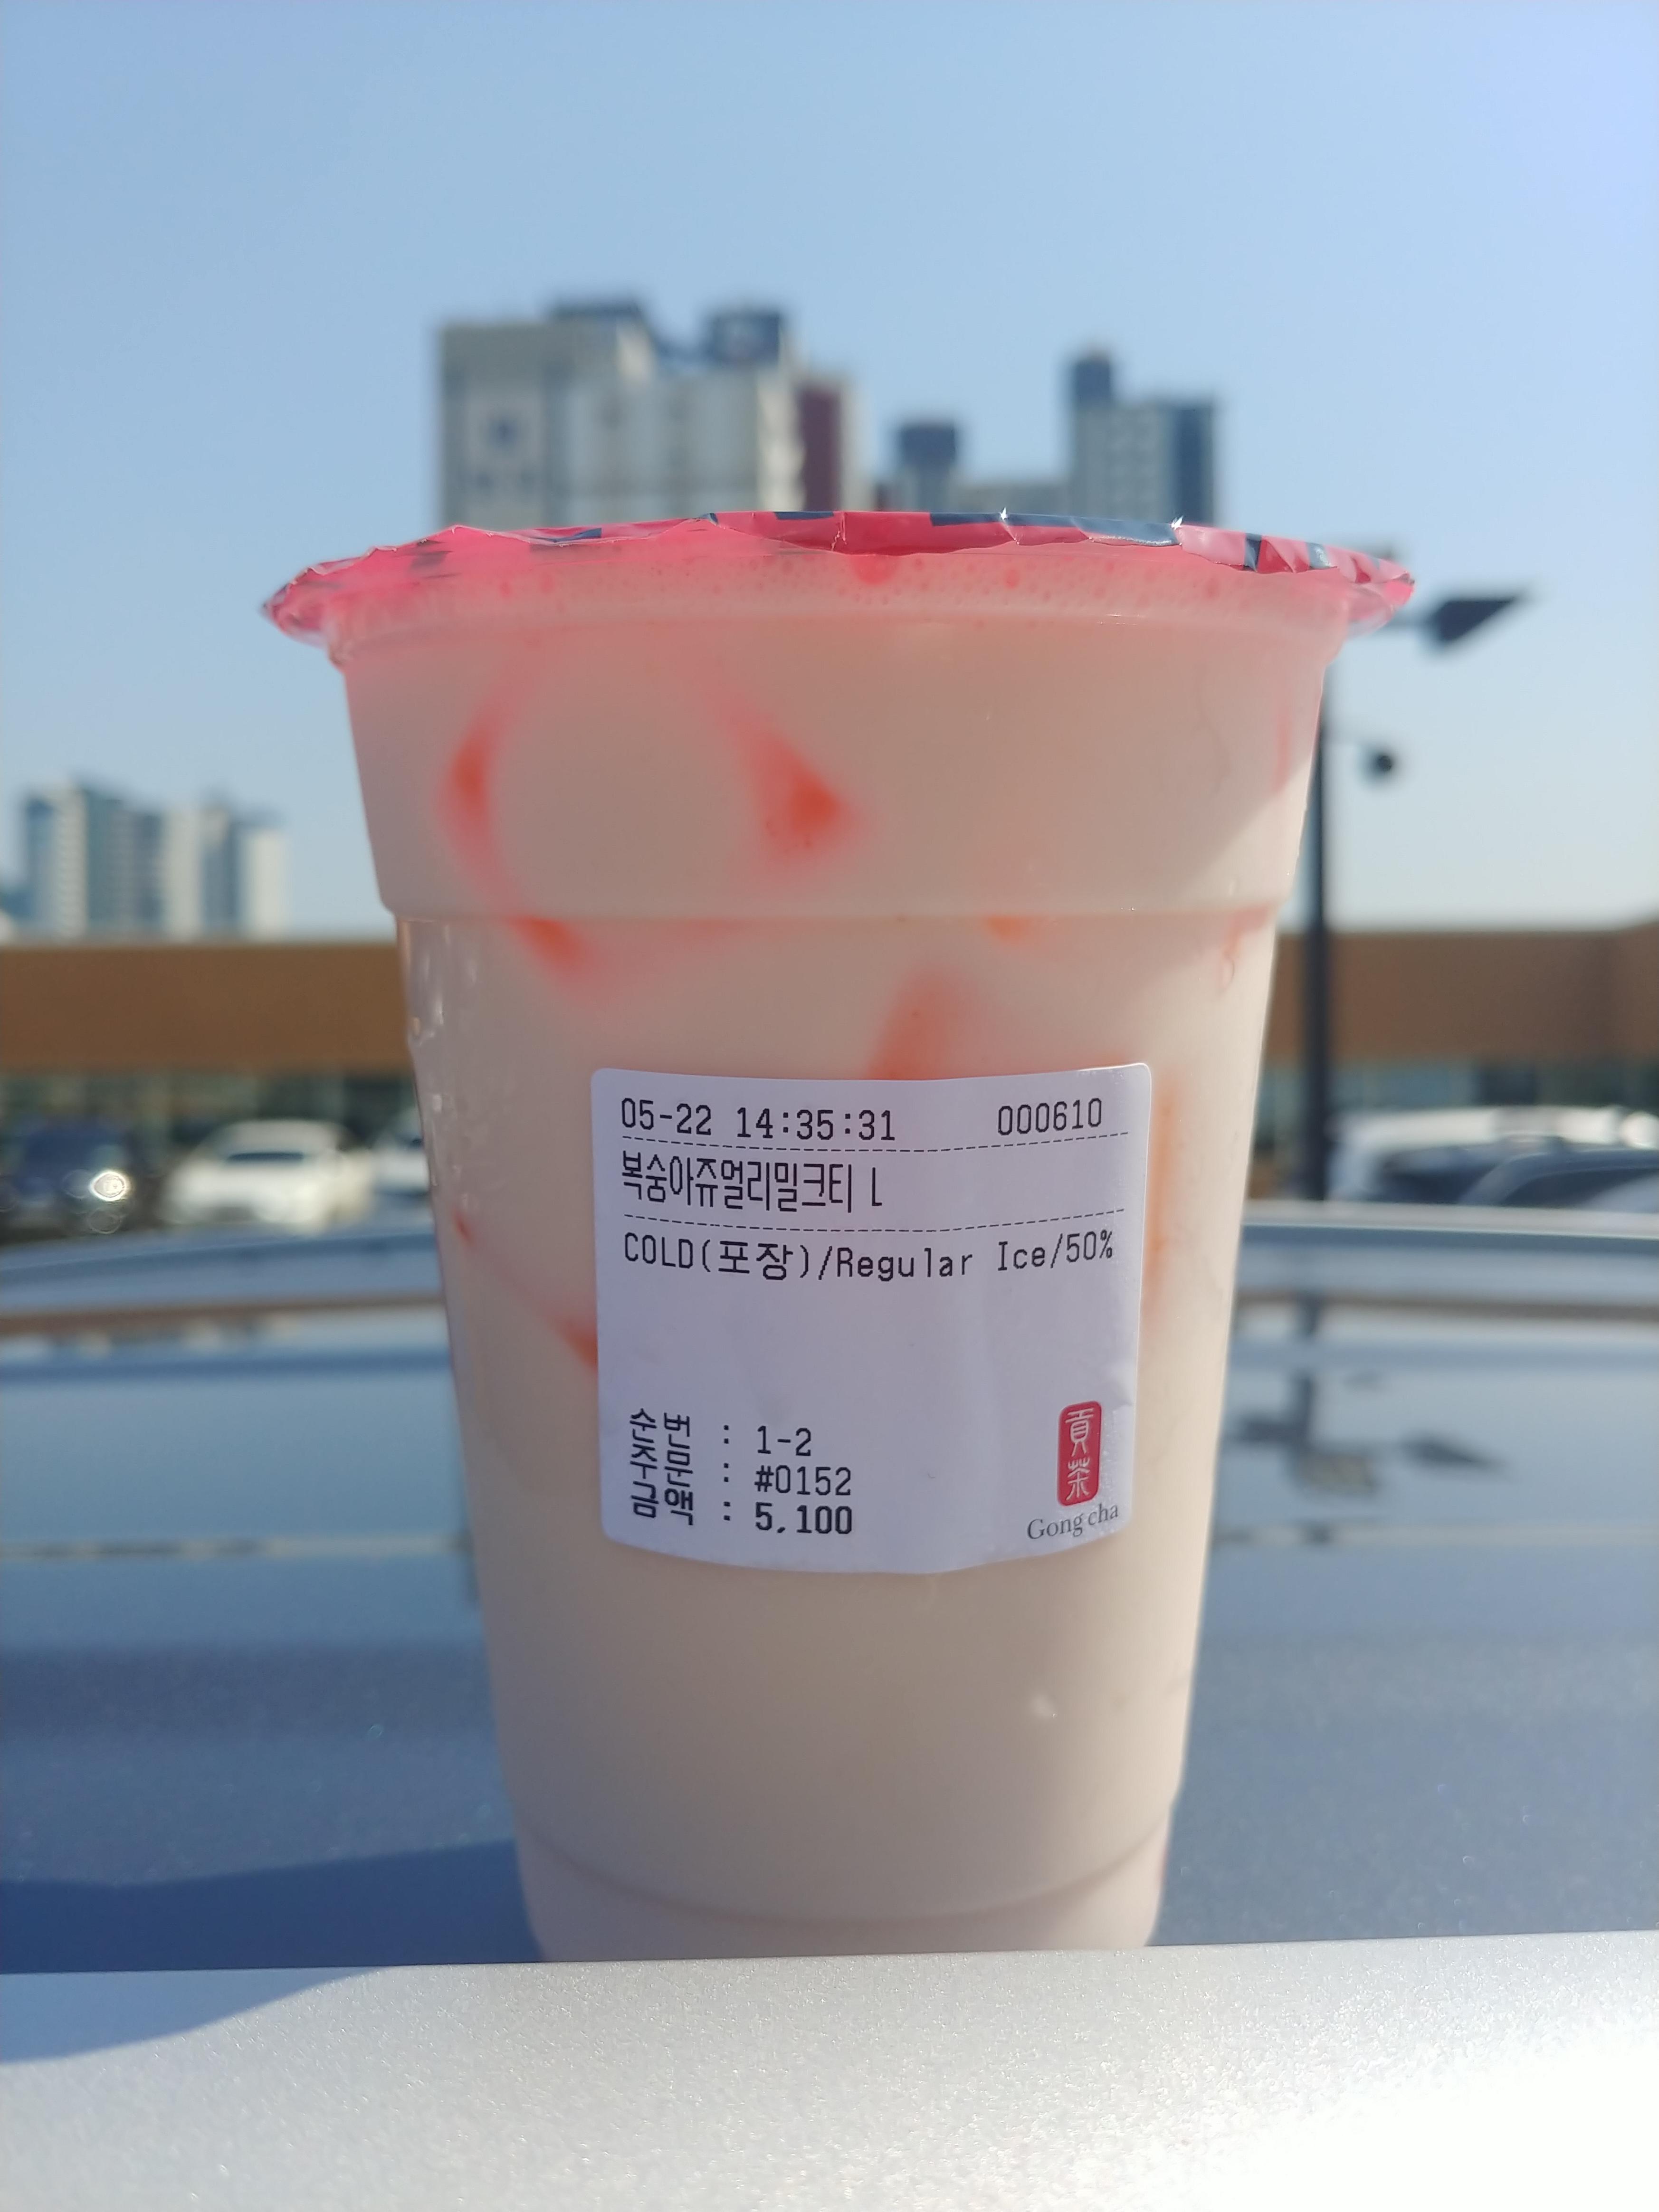 05-22 14:35:31 000610
복숭아쥬얼리밀크티 L
COLD(포장)/Regular Ice/50%
순번 : 1-2
주문 : #0152
금액 : 5,100
貢茶
Gong cha